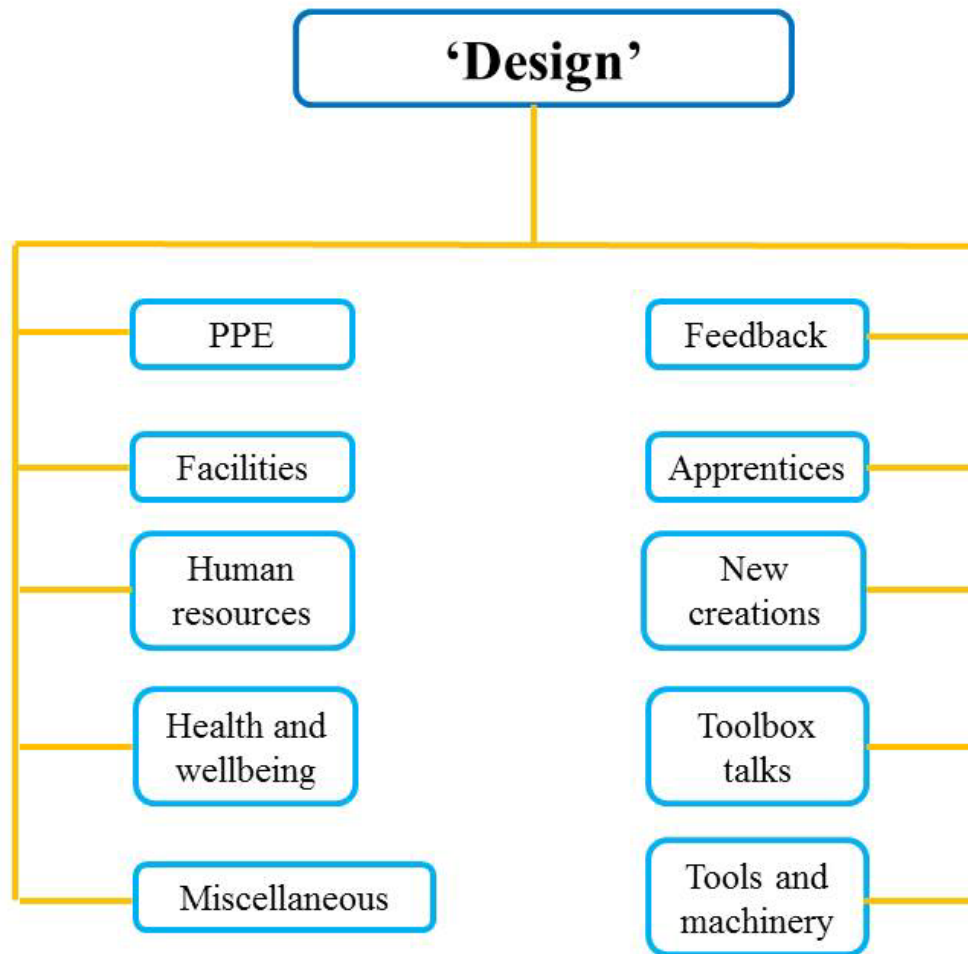 ‘Design’
PPE
Feedback
Facilities
Apprentices
Human
resources
New
creations
Health and
wellbeing
Toolbox
talks
Miscellaneous
Tools and
machinery